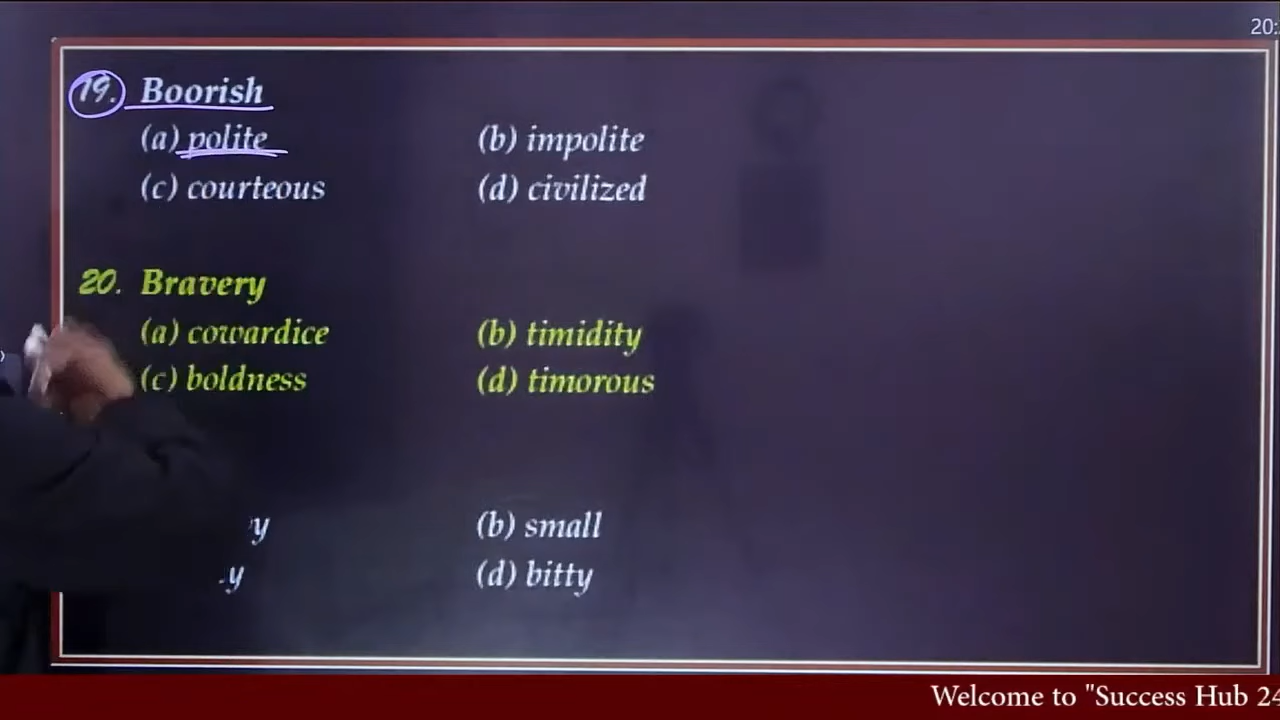 20:
19. Boorish
(a) polite (b) impolite
(c) courteous (d) civilized
20. Bravery
(a) cowardice (b) timidity
(c) boldness (d) timorous
y (b) small
y (d) bitty
Welcome to "Success Hub 24